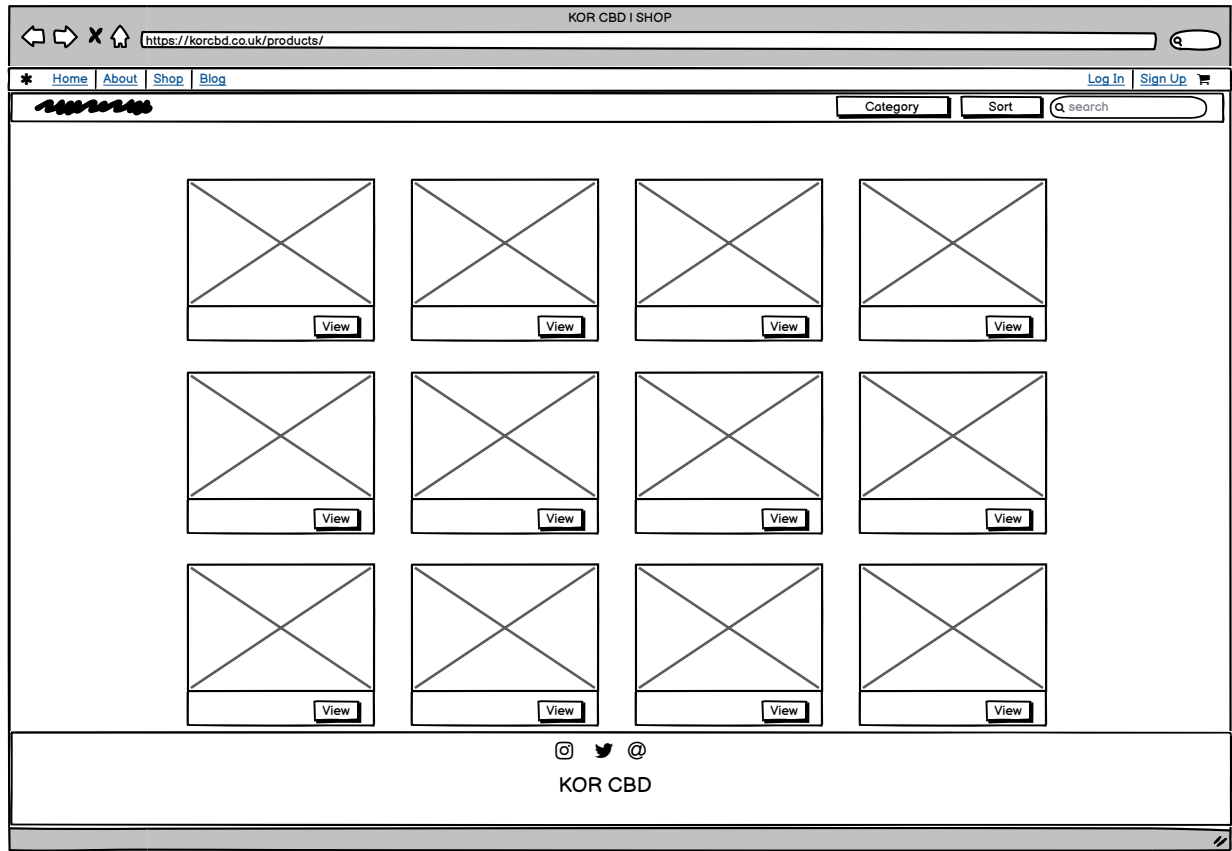 KOR CBD | SHOP
https://korcbd.co.uk/products/
Home About Shop Blog Log In Sign Up
Category Sort search
View View View View
View View View View
View View View View
@
KOR CBD